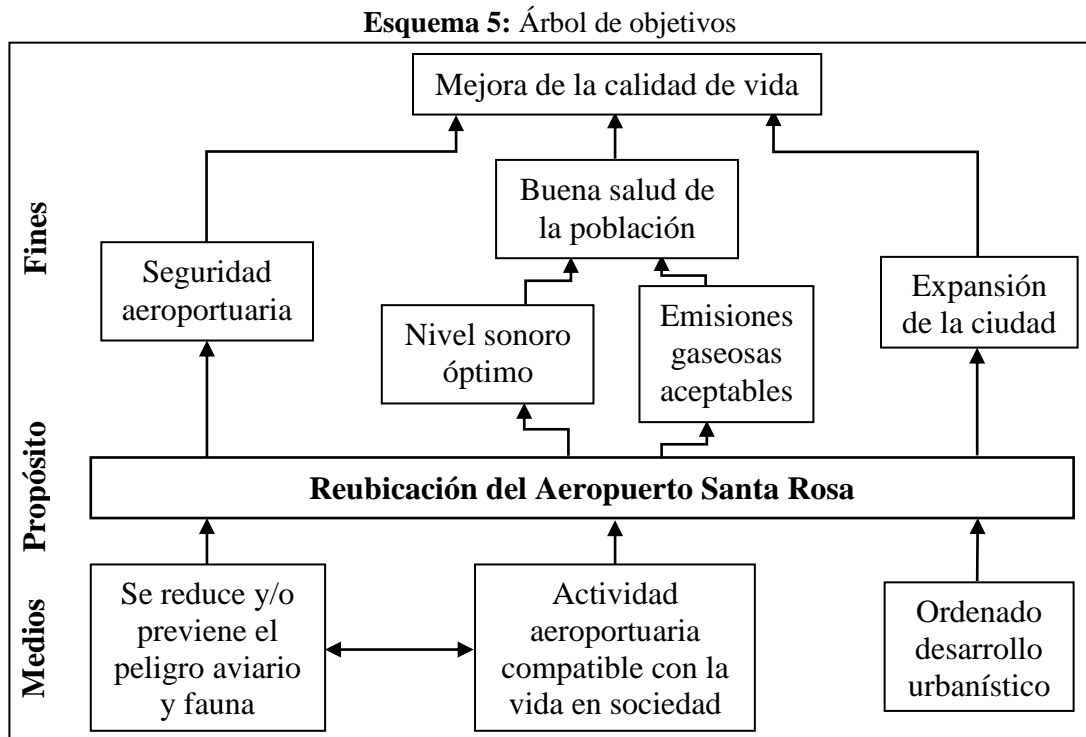 Esquema 5: Árbol de objetivos
Fines
Mejora de la calidad de vida
Buena salud de
la población
Seguridad
aeroportuaria
Nivel sonoro
óptimo
Emisiones
gaseosas
aceptables
Expansión
de la ciudad
Propósito
Reubicación del Aeropuerto Santa Rosa
Medios
Se reduce y/o
previene el
peligro aviario
y fauna
Actividad
aeroportuaria
compatible con la
vida en sociedad
Ordenado
desarrollo
urbanístico